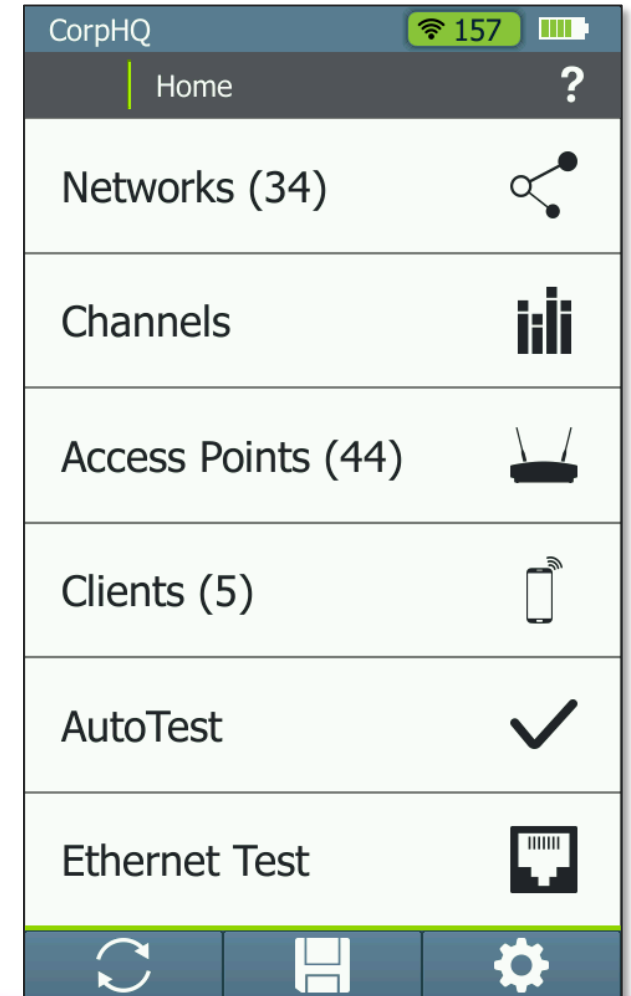 CorpHQ 157
Home ?
Networks (34)
Channels
Access Points (44)
Clients (5)
AutoTest
Ethernet Test